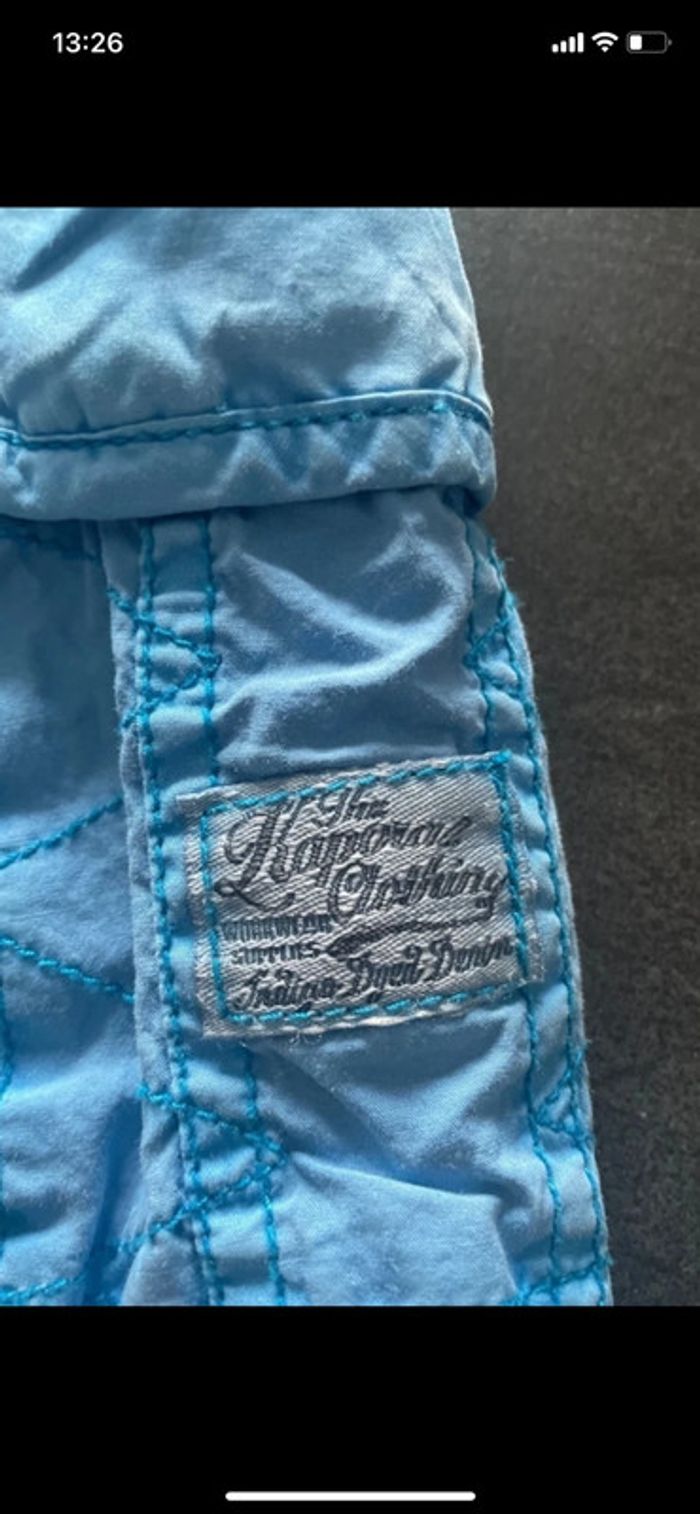 13:26
The
Kaporal
Clothing
WORKWEAR
SUPPLIES
Indigo Dyed Denim